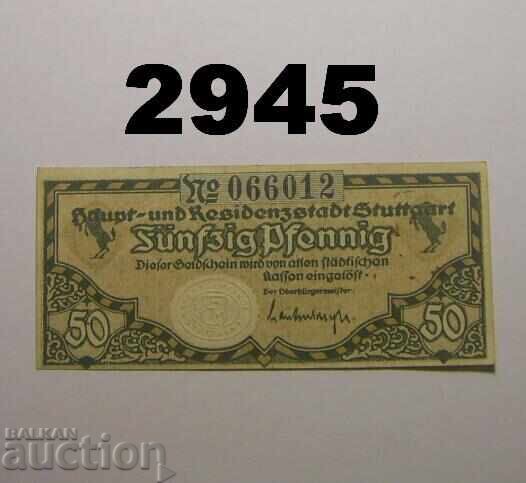 2945
No 066012
Haupt- und Residenzstadt Stuttgart
Fünfzig Pfennig
Dieser Geldschein wird von allen städtischen
Kassen eingelöst.
Der Oberbürgermeister:
50
50
BALKAN
auction